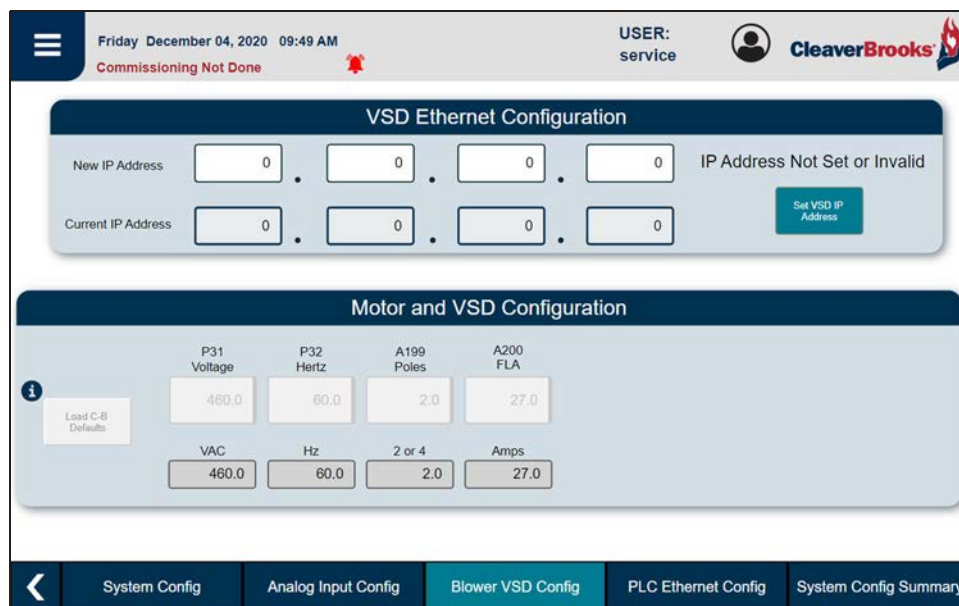 Friday December 04, 2020 09:49 AM
Commissioning Not Done
USER:
service
CleaverBrooks
VSD Ethernet Configuration
New IP Address 0 . 0 . 0 . 0 IP Address Not Set or Invalid
Set VSD IP
Address
Current IP Address 0 . 0 . 0 . 0
Motor and VSD Configuration
P31 P32 A199 A200
Voltage Hertz Poles FLA
460.0 60.0 2.0 27.0
Load C-B
Defaults
VAC Hz 2 or 4 Amps
460.0 60.0 2.0 27.0
System Config Analog Input Config Blower VSD Config PLC Ethernet Config System Config Summary